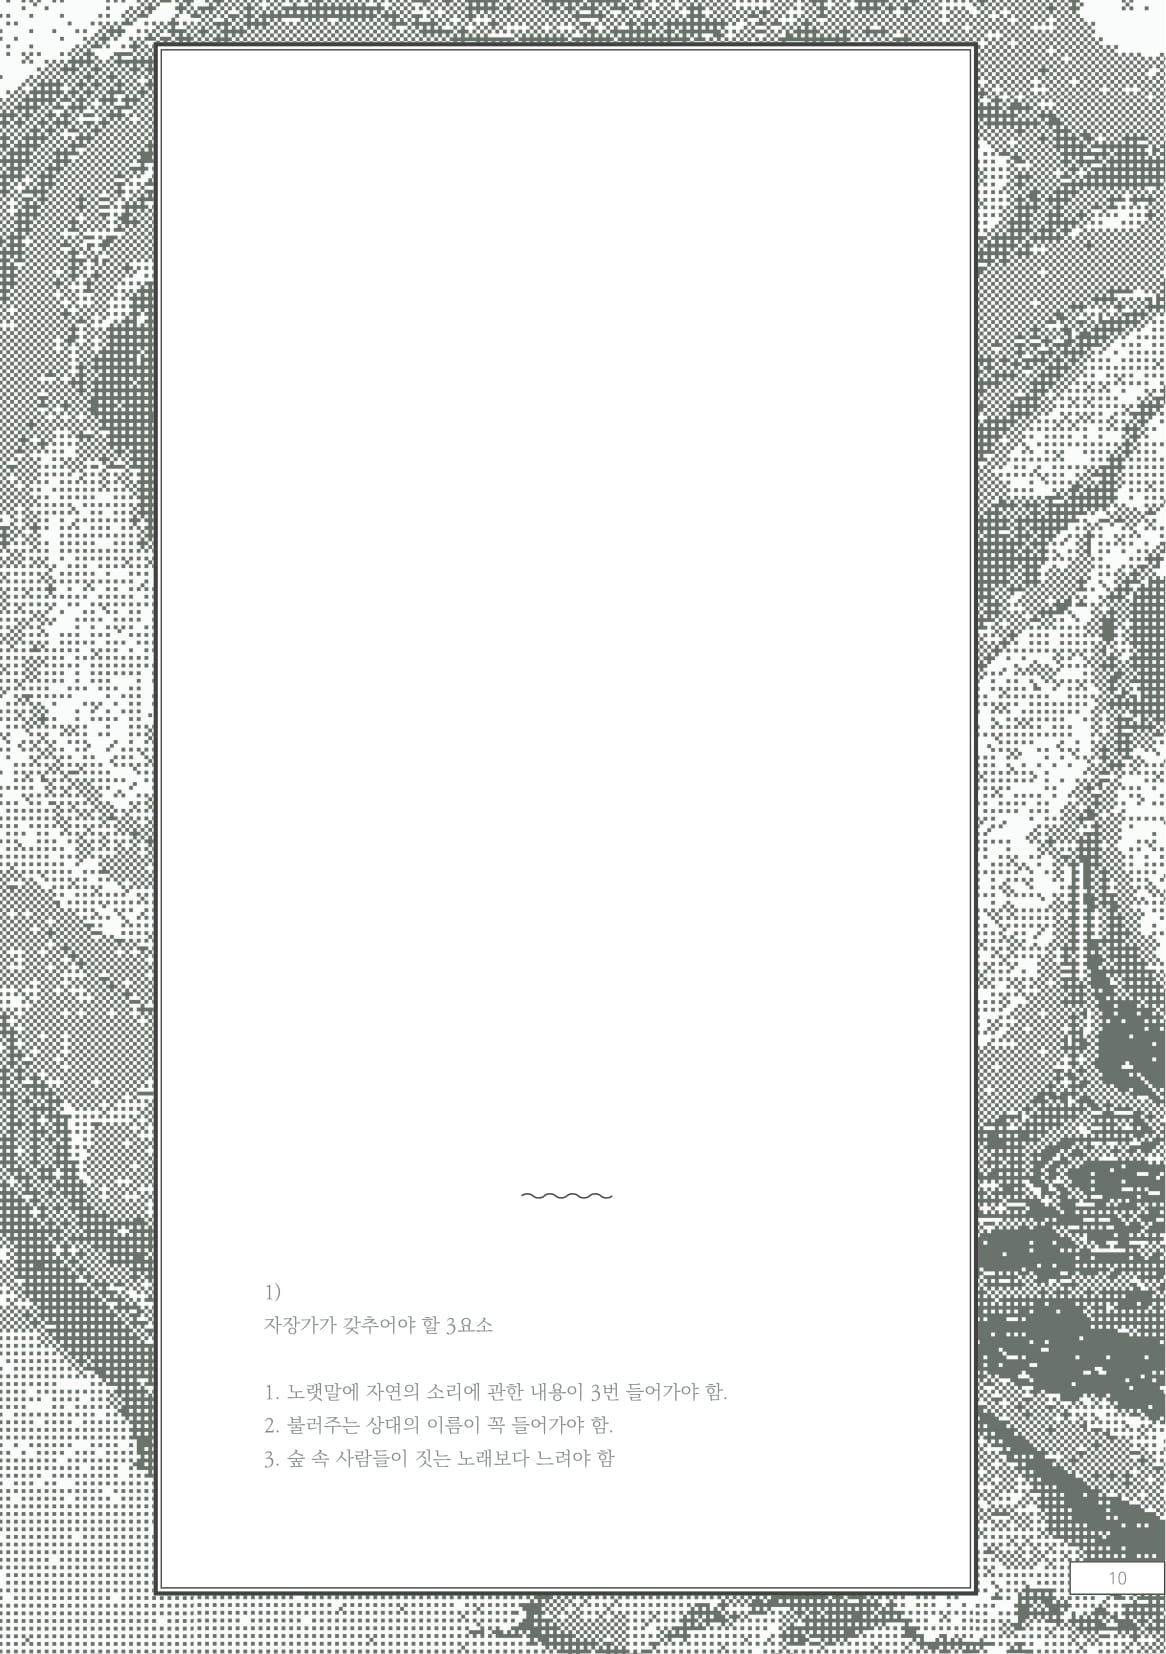 1)
자장가가 갖추어야 할 3요소
1. 노랫말에 자연의 소리에 관한 내용이 3번 들어가야 함.
2. 불러주는 상대의 이름이 꼭 들어가야 함.
3. 숲 속 사람들이 짓는 노래보다 느려야 함
10